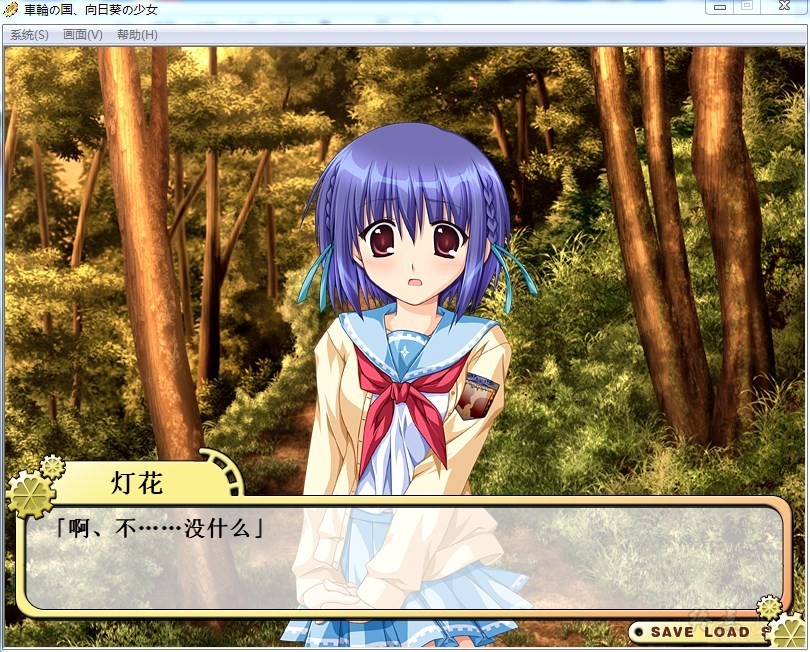 車輪の国、向日葵の少女
系统(S) 画面(V) 帮助(H)
灯花
「啊、不……没什么」
SAVE LOAD